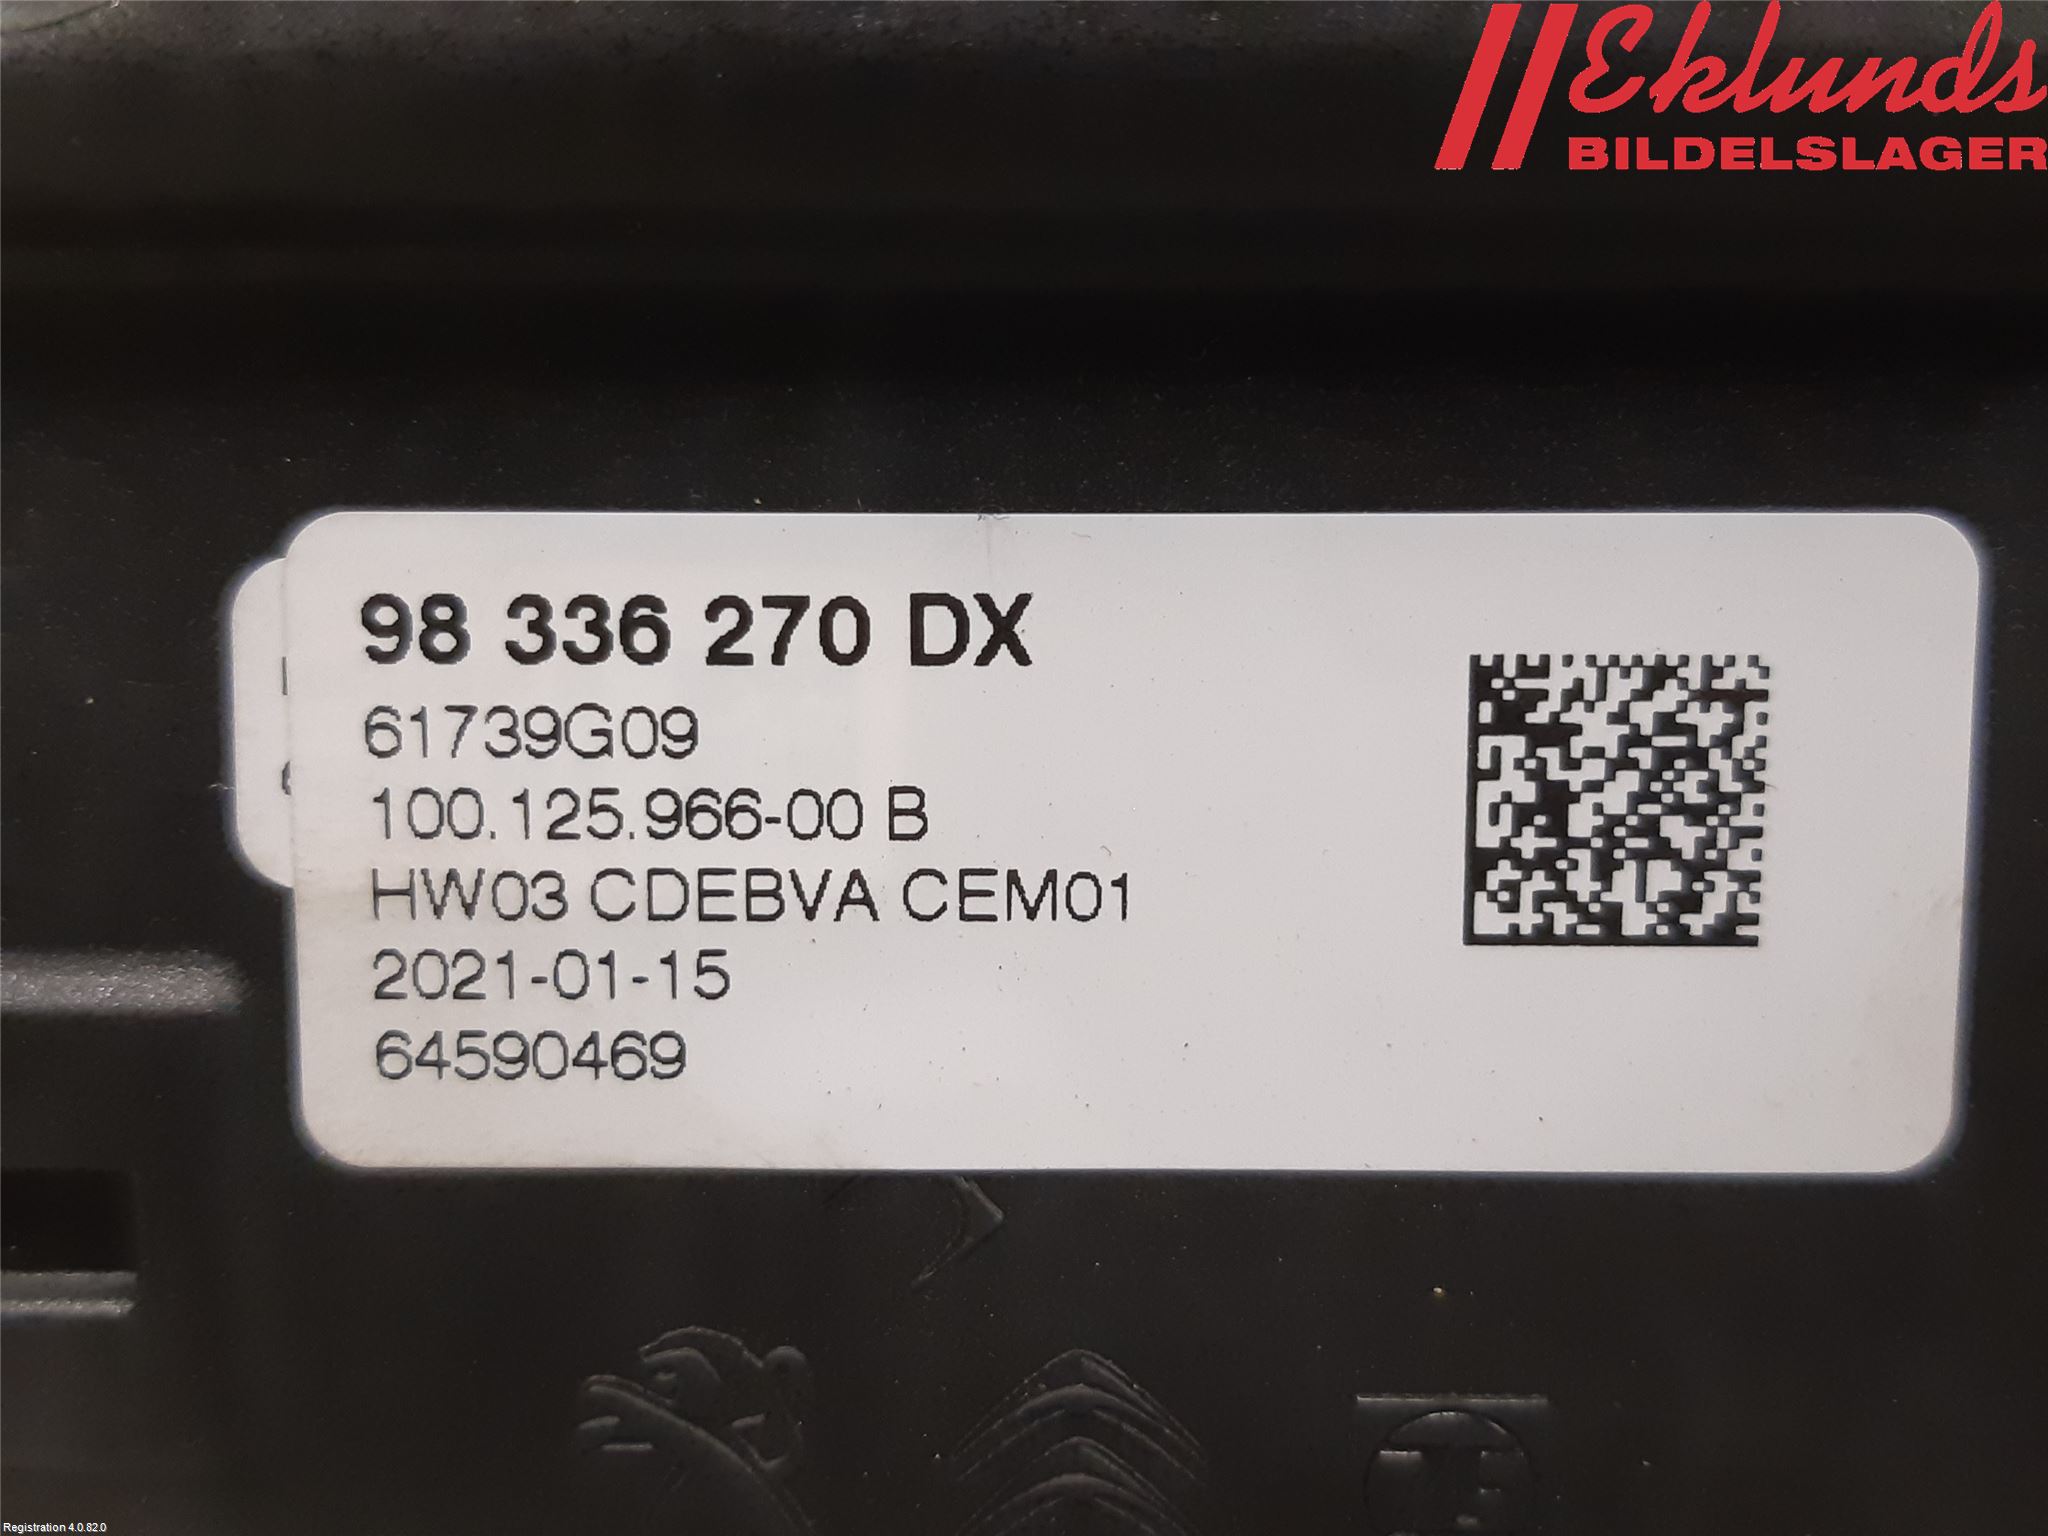 Eklunds
BILDELSLAGER
98 336 270 DX
61739G09
100.125.966-00 B
HW03 CDEBVA CEM01
2021-01-15
64590469
Registration 4.0.82.0